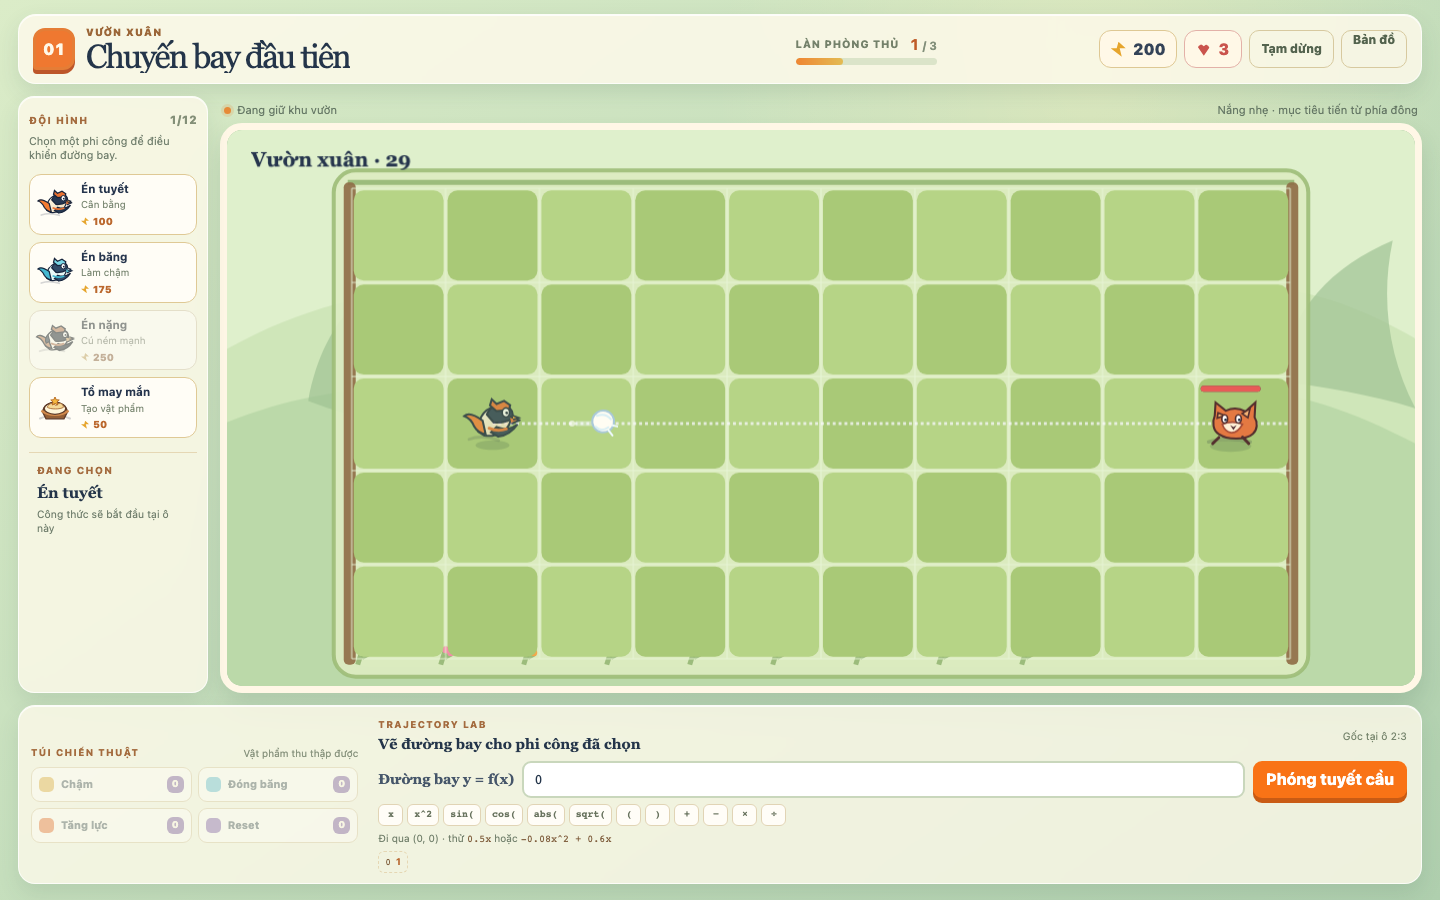 01
VƯỜN XUÂN
Chuyến bay đầu tiên
LÀN PHÒNG THỦ 1 / 3
200
3
Tạm dừng
Bản đồ
ĐỘI HÌNH 1/12
Chọn một phi công để điều
khiển đường bay.
Én tuyết
Cân bằng
100
Én băng
Làm chậm
175
Én nặng
Cú ném mạnh
250
Tổ may mắn
Tạo vật phẩm
50
ĐANG CHỌN
Én tuyết
Công thức sẽ bắt đầu tại ô
này
Đang giữ khu vườn
Nắng nhẹ · mục tiêu tiến từ phía đông
Vườn xuân · 29
TÚI CHIẾN THUẬT
Vật phẩm thu thập được
Chậm 0
Đóng băng 0
Tăng lực 0
Reset 0
TRAJECTORY LAB
Vẽ đường bay cho phi công đã chọn
Gốc tại ô 2:3
Đường bay y = f(x) 0
Phóng tuyết cầu
x x^2 sin( cos( abs( sqrt( ( ) + − × ÷
Đi qua (0, 0) · thử 0.5x hoặc −0.08x^2 + 0.6x
0 1